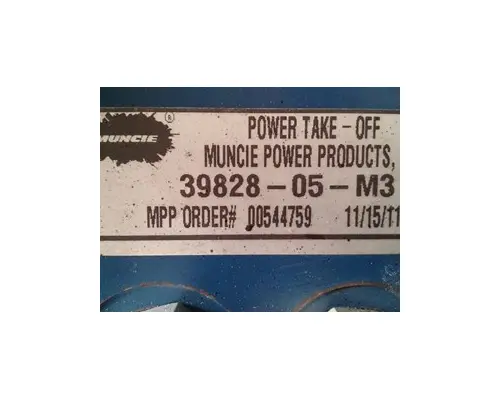 MUNCIE ®
POWER TAKE - OFF
MUNCIE POWER PRODUCTS,
39828 - 05 - M3
MPP ORDER# 00544759 11/15/11